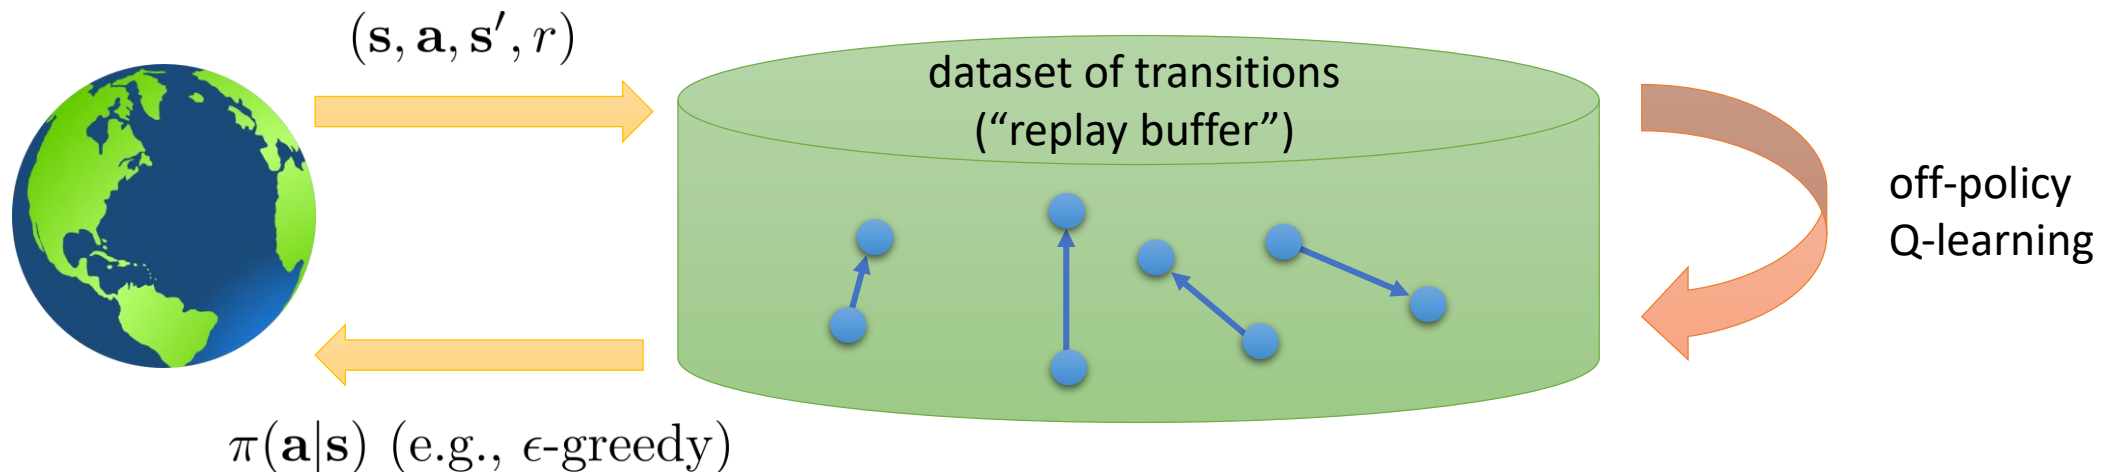 (s, a, s′, r)
dataset of transitions
(“replay buffer”)
off-policy
Q-learning
π(a|s) (e.g., ϵ-greedy)